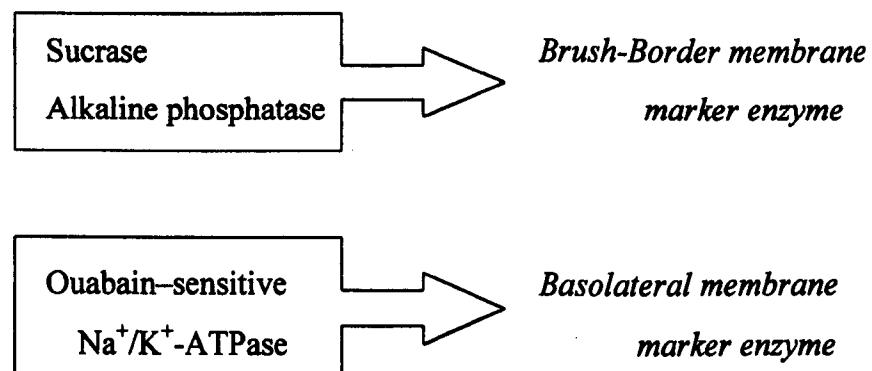 Sucrase
Alkaline phosphatase
Brush-Border membrane
marker enzyme
Ouabain–sensitive
Na⁺/K⁺-ATPase
Basolateral membrane
marker enzyme